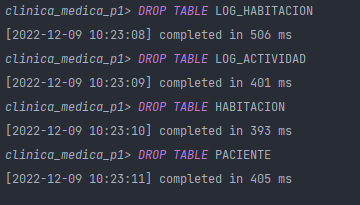 clinica_medica_p1> DROP TABLE LOG_HABITACION
[2022-12-09 10:23:08] completed in 506 ms
clinica_medica_p1> DROP TABLE LOG_ACTIVIDAD
[2022-12-09 10:23:09] completed in 401 ms
clinica_medica_p1> DROP TABLE HABITACION
[2022-12-09 10:23:10] completed in 393 ms
clinica_medica_p1> DROP TABLE PACIENTE
[2022-12-09 10:23:11] completed in 405 ms